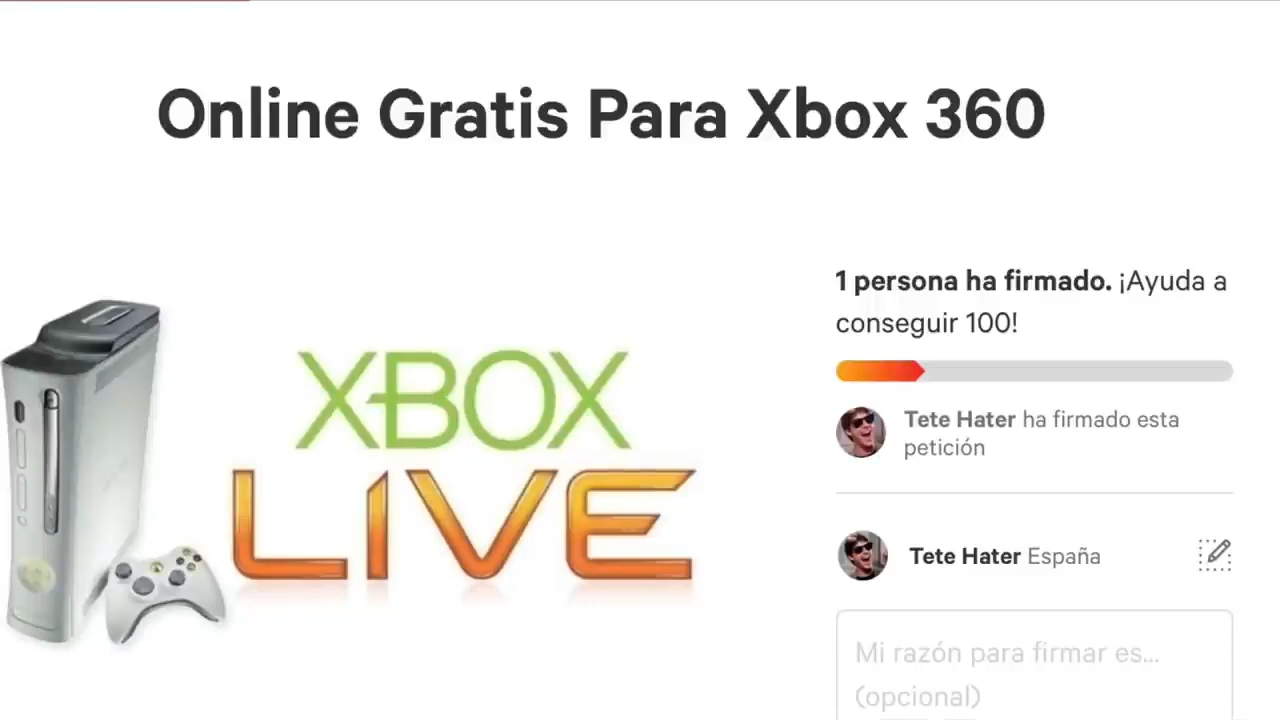 Online Gratis Para Xbox 360
XBOX
LIVE
1 persona ha firmado. ¡Ayuda a
conseguir 100!
Tete Hater ha firmado esta
petición
Tete Hater España
Mi razón para firmar es...
(opcional)